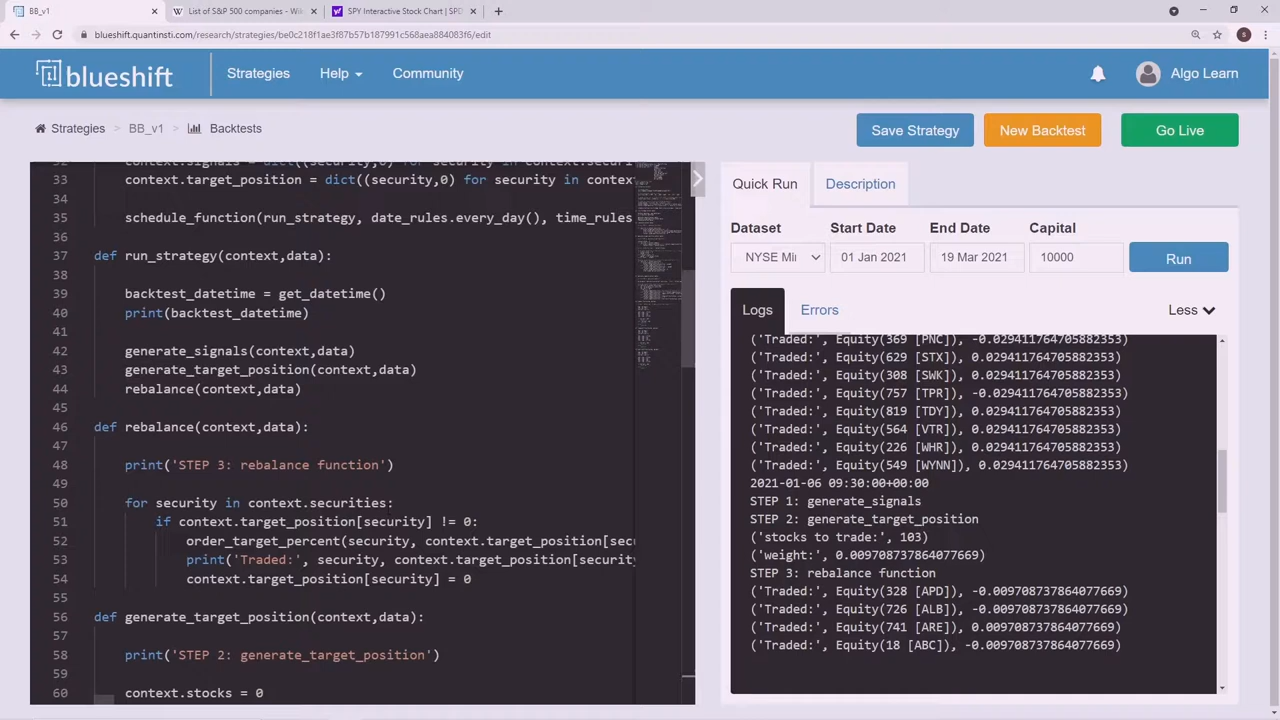 BB_v1
List of S&P 500 companies - Wik
SPY Interactive Stock Chart | SPD
blueshift.quantinsti.com/research/strategies/be0c218f1ae3f87b57b187991c568aea884083f6/edit
blueshift
Strategies
Help
Community
Algo Learn
Strategies > BB_v1 > Backtests
Save Strategy
New Backtest
Go Live
33 context.target_position = dict((security,0) for security in context
34
35 schedule_function(run_strategy, date_rules.every_day(), time_rules
36
37 def run_strategy(context,data):
38
39 backtest_datetime = get_datetime()
40 print(backtest_datetime)
41
42 generate_signals(context,data)
43 generate_target_position(context,data)
44 rebalance(context,data)
45
46 def rebalance(context,data):
47
48 print('STEP 3: rebalance function')
49
50 for security in context.securities:
51 if context.target_position[security] != 0:
52 order_target_percent(security, context.target_position[sec
53 print('Traded:', security, context.target_position[security
54 context.target_position[security] = 0
55
56 def generate_target_position(context,data):
57
58 print('STEP 2: generate_target_position')
59
60 context.stocks = 0
Quick Run
Description
Dataset
Start Date
End Date
Capital
NYSE Mi
01 Jan 2021
19 Mar 2021
10000
Run
Logs
Errors
Less
('Traded:', Equity(369 [PNC]), -0.029411764705882353)
('Traded:', Equity(629 [STX]), 0.029411764705882353)
('Traded:', Equity(308 [SWK]), 0.029411764705882353)
('Traded:', Equity(757 [TPR]), -0.029411764705882353)
('Traded:', Equity(819 [TDY]), 0.029411764705882353)
('Traded:', Equity(564 [VTR]), 0.029411764705882353)
('Traded:', Equity(226 [WHR]), 0.029411764705882353)
('Traded:', Equity(549 [WYNN]), 0.029411764705882353)
2021-01-06 09:30:00+00:00
STEP 1: generate_signals
STEP 2: generate_target_position
('stocks to trade:', 103)
('weight:', 0.009708737864077669)
STEP 3: rebalance function
('Traded:', Equity(328 [APD]), -0.009708737864077669)
('Traded:', Equity(726 [ALB]), -0.009708737864077669)
('Traded:', Equity(741 [ARE]), 0.009708737864077669)
('Traded:', Equity(18 [ABC]), -0.009708737864077669)